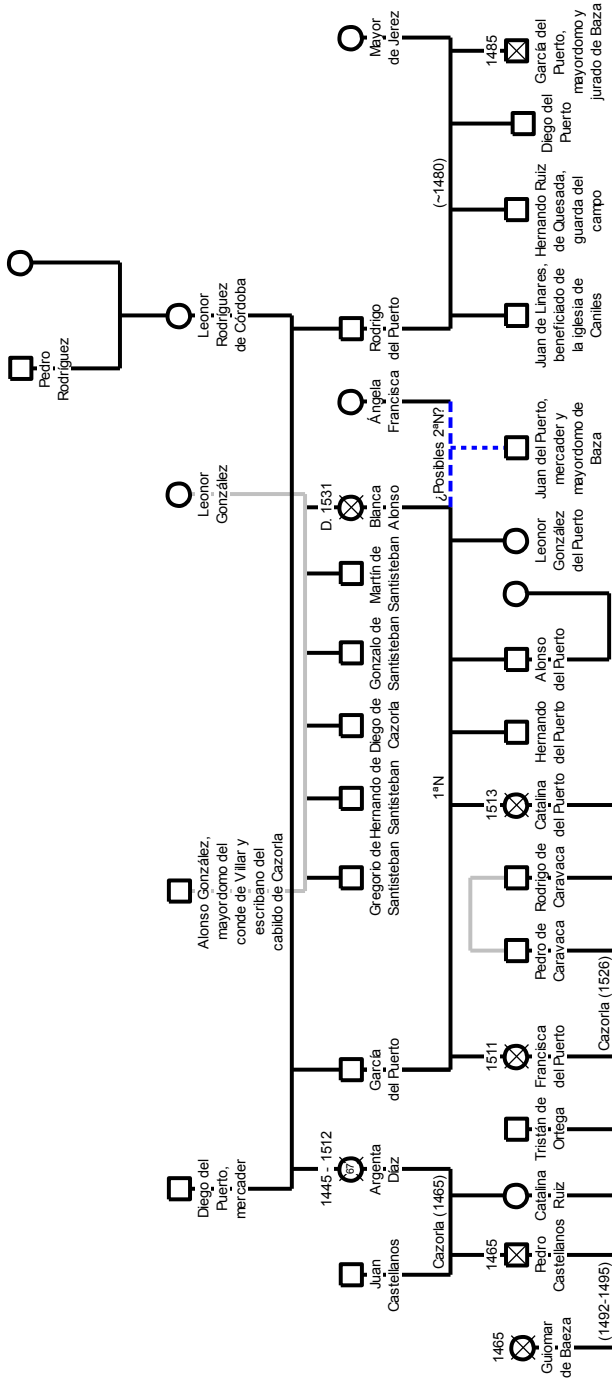 Pedro
Rodríguez
Diego del
Puerto,
mercader
Alonso González,
mayordomo del
conde de Villar y
escribano del
cabildo de Cazorla
Leonor
González
Leonor
Rodríguez
de Córdoba
Juan
Castellanos
1445 - 1512
67
Argenta
Díaz
García
del Puerto
Gregorio de
Santisteban
Hernando de
Santisteban
Diego de
Cazorla
Gonzalo de
Santisteban
Martín de
Santisteban
D. 1531
Blanca
Alonso
Ángela
Francisca
Rodrigo
del Puerto
Mayor
de Jerez
Cazorla (1465)
1ªN
¿Posibles 2ªN?
(~1480)
1465
Guiomar
de Baeza
1465
Pedro
Castellanos
Catalina
Ruiz
Tristán de
Ortega
1511
Francisca
del Puerto
Pedro de
Caravaca
Rodrigo de
Caravaca
1513
Catalina
del Puerto
Hernando
del Puerto
Alonso
del Puerto
Leonor
González
del Puerto
Juan del Puerto,
mercader y
mayordomo de
Baza
Juan de Linares,
beneficiado de
la iglesia de
Caniles
Hernando Ruiz
de Quesada,
guarda del
campo
Diego del
Puerto
1485
García del
Puerto,
mayordomo y
jurado de Baza
(1492-1495)
Cazorla (1526)